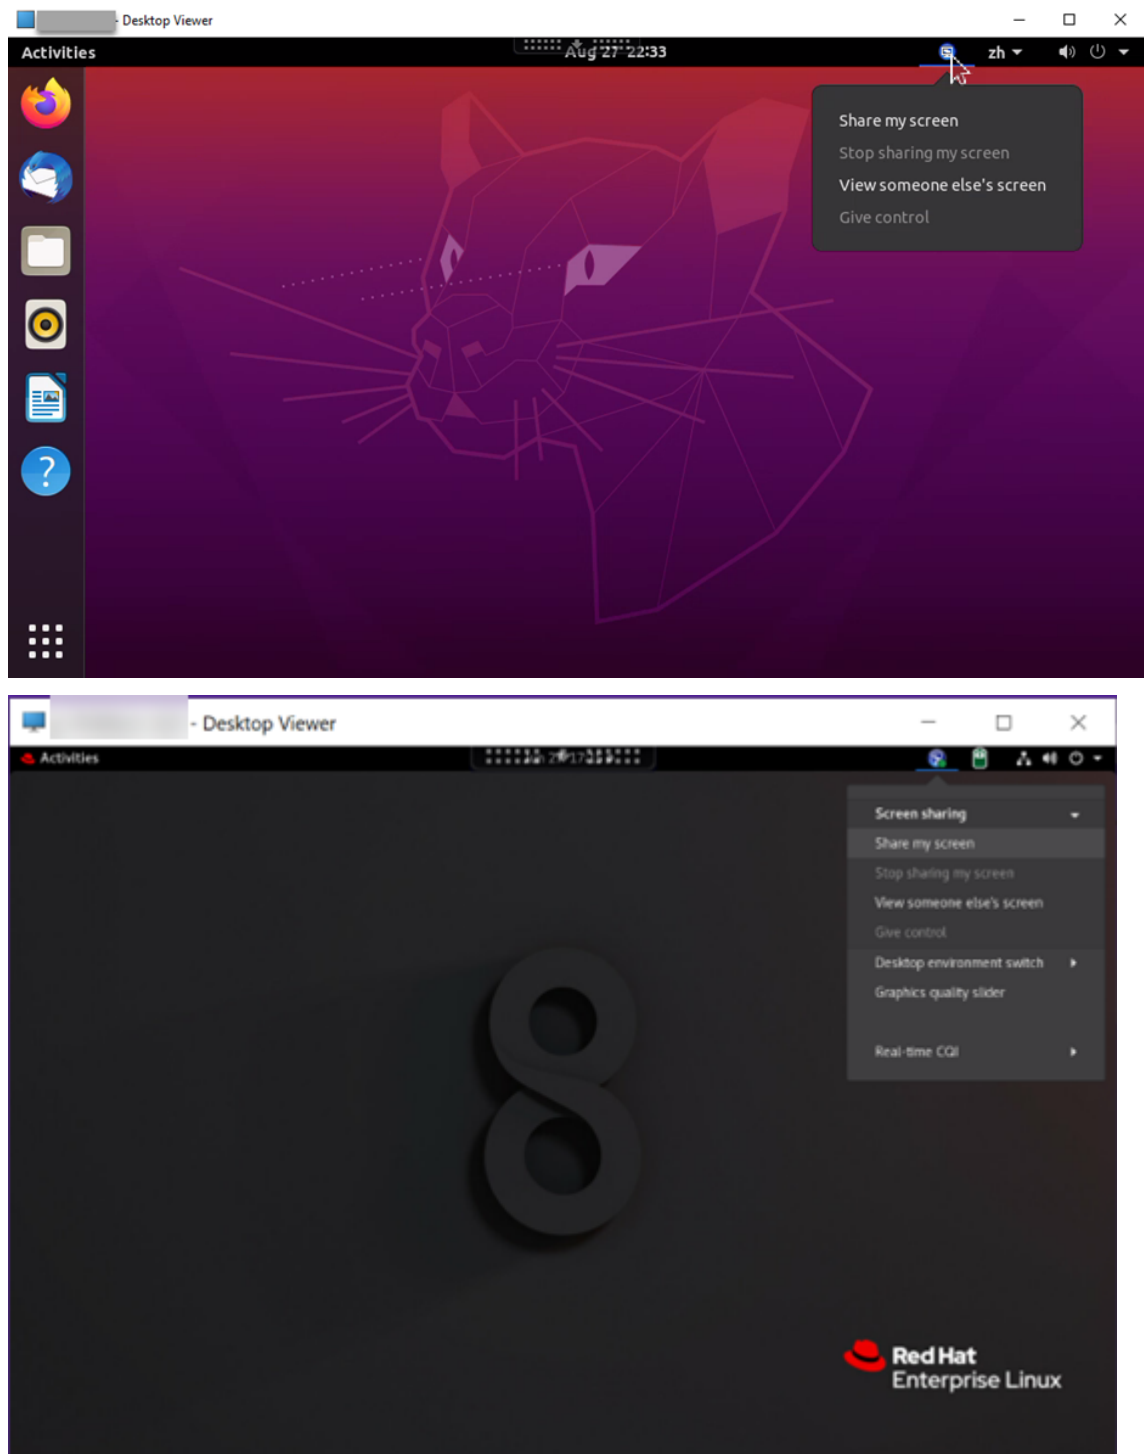 - Desktop Viewer
Activities
Aug 27 22:33
zh
Share my screen
Stop sharing my screen
View someone else's screen
Give control
?
- Desktop Viewer
Activities
Screen sharing
Share my screen
Stop sharing my screen
View someone else's screen
Give control
Desktop environment switch
Graphics quality slider
Real-time CQI
8
Red Hat
Enterprise Linux